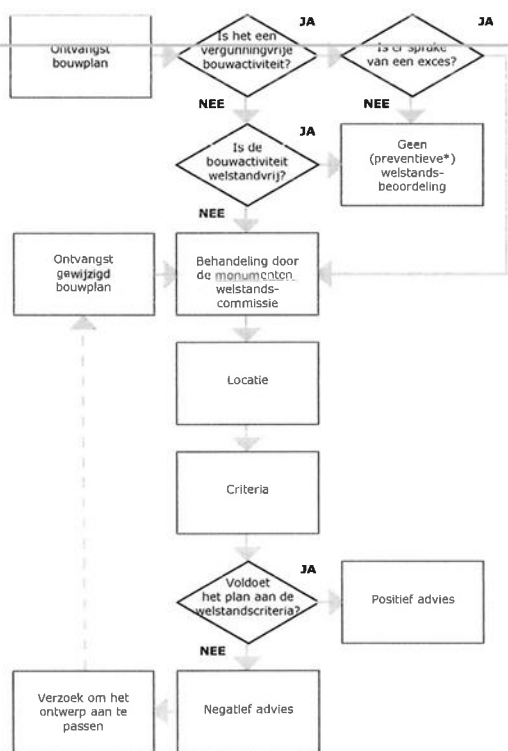 JA
JA
Is het een
vergunningvrije
bouwactiviteit?
Ontvangst
bouwplan
Is er sprake
van een exces?
NEE
NEE
JA
Is de
bouwactiviteit
welstandvrij?
Geen
(preventieve*)
welstands-
beoordeling
NEE
Ontvangst
gewijzigd
bouwplan
Behandeling door
de monumenten
welstands-
commissie
Locatie
Criteria
JA
Voldoet
het plan aan de
welstandscriteria?
Positief advies
NEE
Verzoek om het
ontwerp aan te
passen
Negatief advies